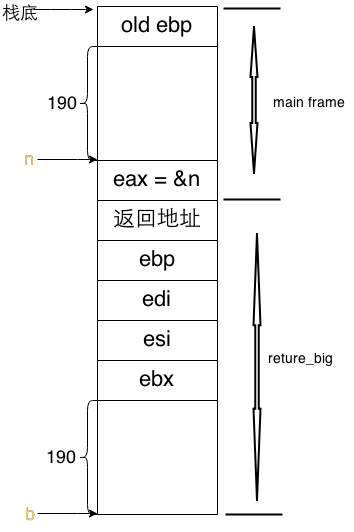 栈底
old ebp
190
main frame
n
eax = &n
返回地址
ebp
edi
esi
reture_big
ebx
190
b